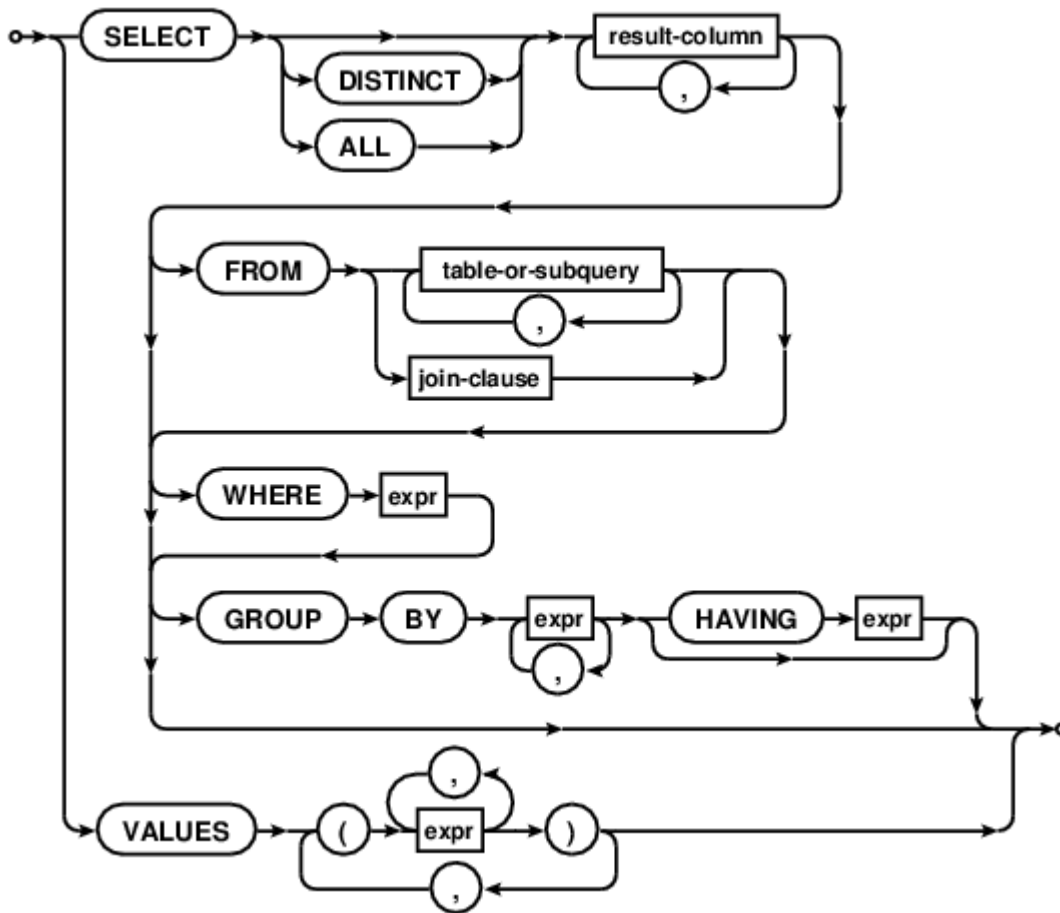 SELECT result-column
DISTINCT ,
ALL
FROM table-or-subquery
,
join-clause
WHERE expr
GROUP BY expr HAVING expr
,
,
VALUES ( expr )
,